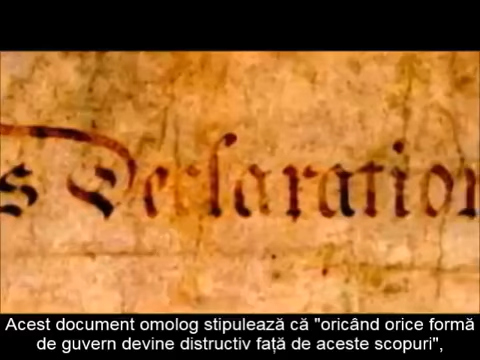 s Declaration
Acest document omolog stipulează că "oricând orice formă
de guvern devine distructiv față de aceste scopuri",